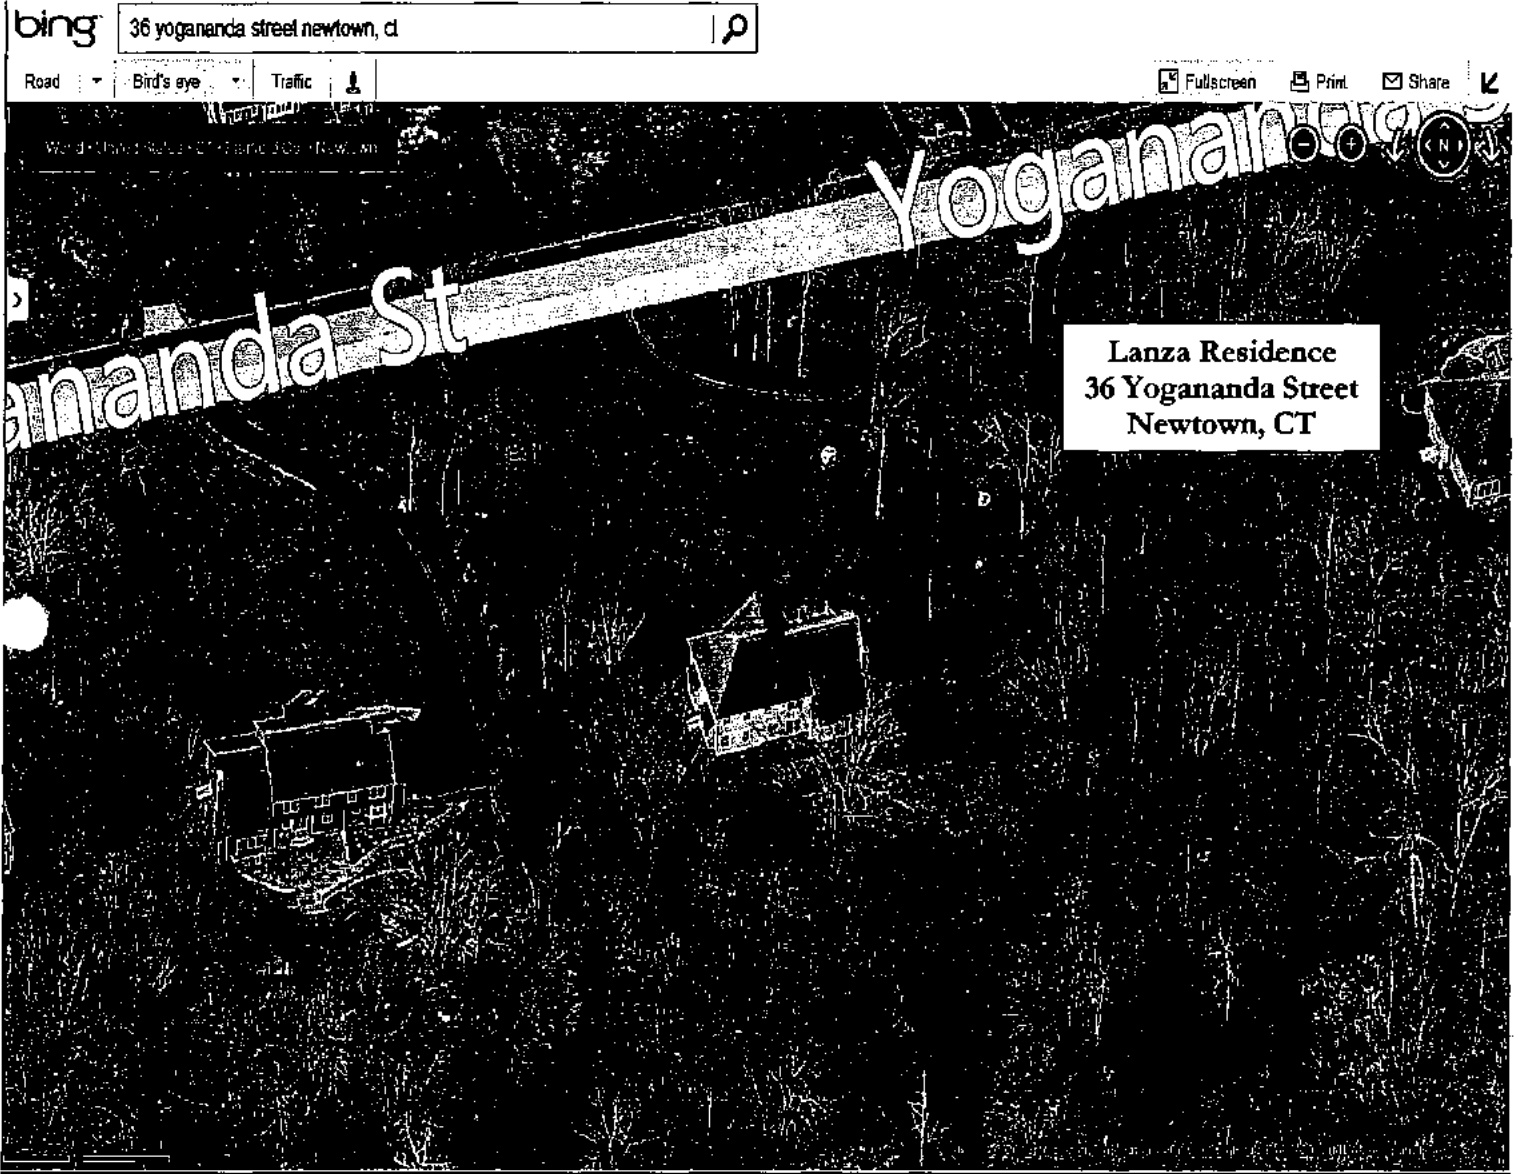 bing
36 yogananda street newtown, ct
Road
Bird's eye
Traffic
Fullscreen
Print
Share
Yogananda S
N
ananda St
Lanza Residence
36 Yogananda Street
Newtown, CT